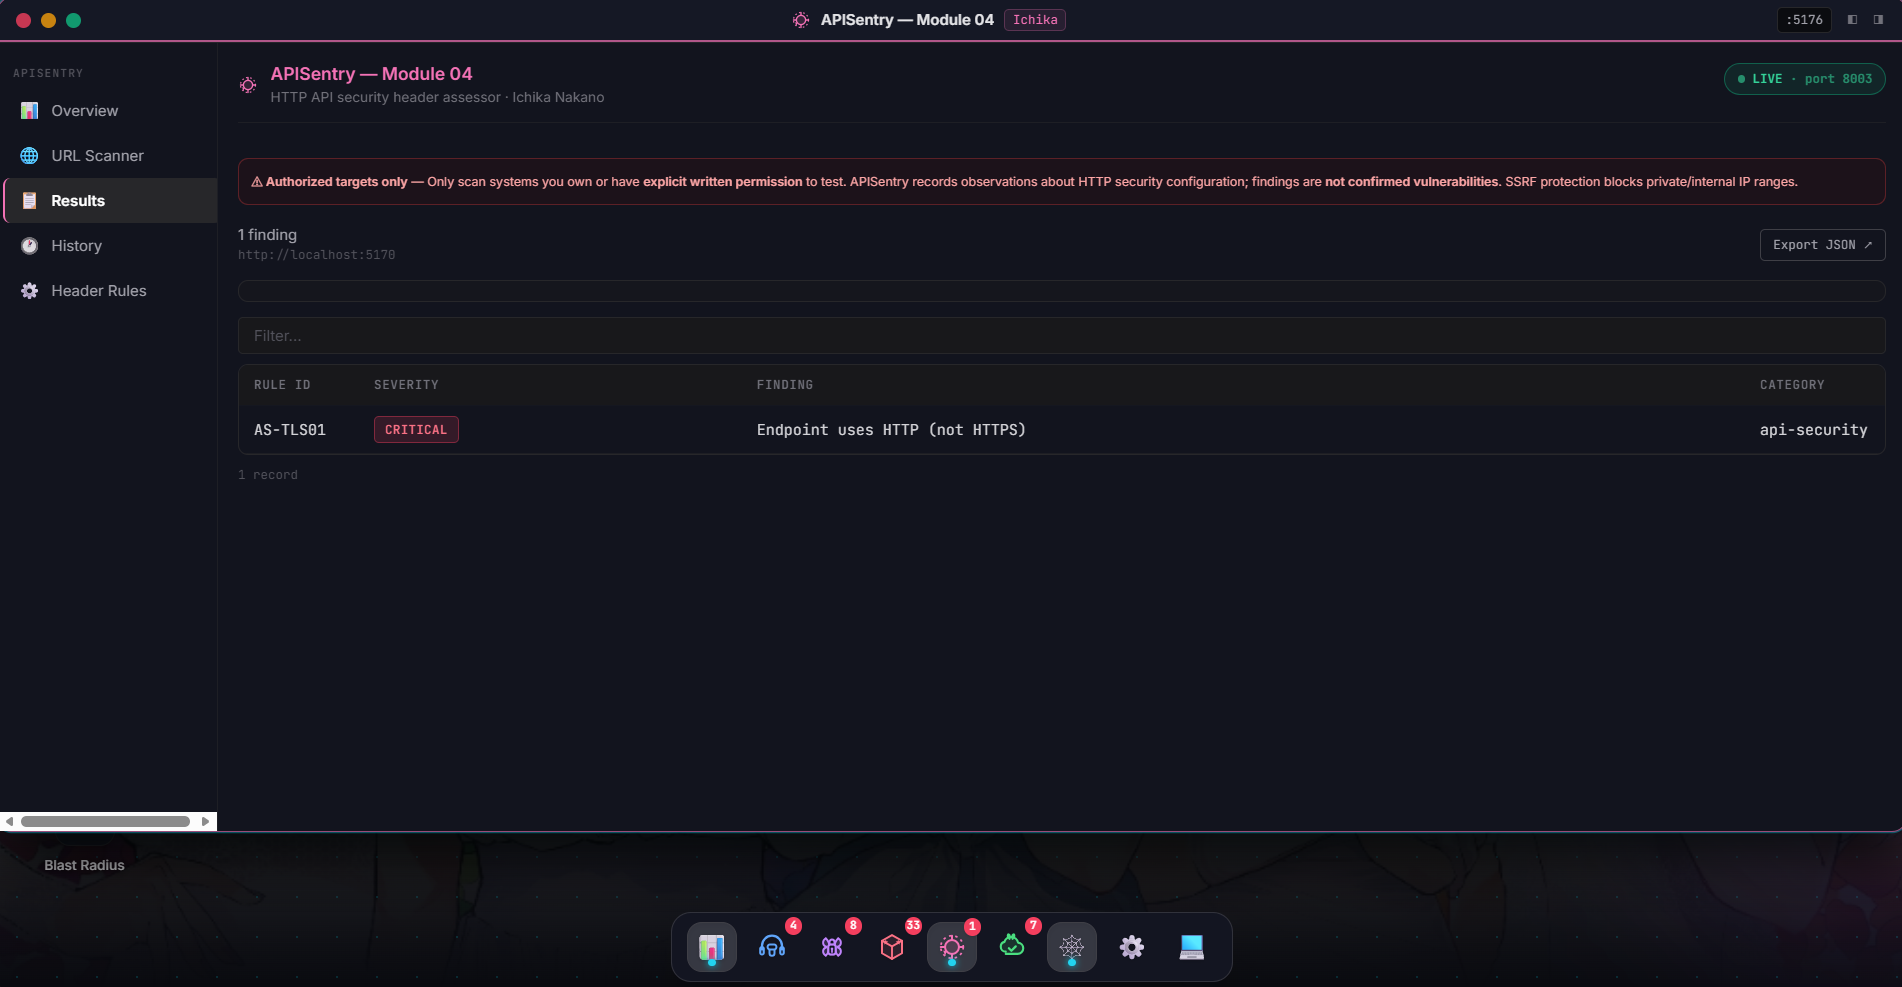 APISentry — Module 04 Ichika :5176
APISENTRY
Overview
URL Scanner
Results
History
Header Rules
APISentry — Module 04
HTTP API security header assessor · Ichika Nakano
LIVE · port 8003
⚠ Authorized targets only — Only scan systems you own or have explicit written permission to test. APISentry records observations about HTTP security configuration; findings are not confirmed vulnerabilities. SSRF protection blocks private/internal IP ranges.
1 finding
http://localhost:5170
Export JSON ↗
Filter...
RULE ID SEVERITY FINDING CATEGORY
AS-TLS01 CRITICAL Endpoint uses HTTP (not HTTPS) api-security
1 record
Blast Radius
4 8 33 1 7